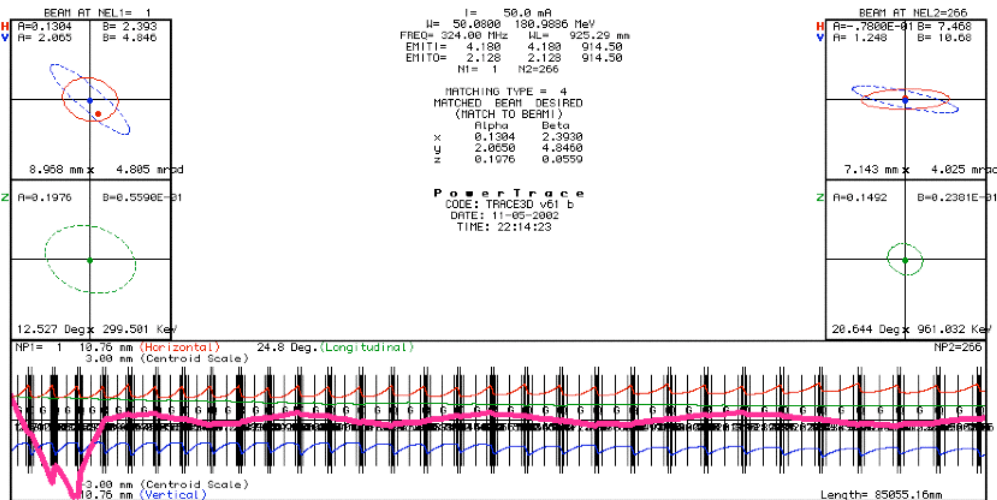 BEAM AT NEL1= 1
H A=0.1304 B= 2.393
V A= 2.065 B= 4.846
8.968 mm x 4.805 mrad
Z A=0.1976 B=0.5590E-01
12.527 Deg x 299.501 KeV
I= 50.0 mA
W= 50.0800 180.9886 MeV
FREQ= 324.00 MHz WL= 925.29 mm
EMITI= 4.180 4.180 914.50
EMITO= 2.128 2.128 914.50
N1= 1 N2=266
MATCHING TYPE = 4
MATCHED BEAM DESIRED
(MATCH TO BEAMI)
Alpha Beta
x 0.1304 2.3930
y 2.0650 4.8460
z 0.1976 0.0559
PowerTrace
CODE: TRACE3D v61 b
DATE: 11-05-2002
TIME: 22:14:23
BEAM AT NEL2=266
H A=-.7800E-01 B= 7.468
V A= 1.248 B= 10.68
7.143 mm x 4.025 mrad
Z A=0.1492 B=0.2381E-01
20.644 Deg x 961.032 KeV
NP1= 1 10.76 mm (Horizontal) 24.8 Deg.(Longitudinal) NP2=266
3.00 mm (Centroid Scale)
3.00 mm (Centroid Scale)
10.76 mm (Vertical) Length= 85055.16mm